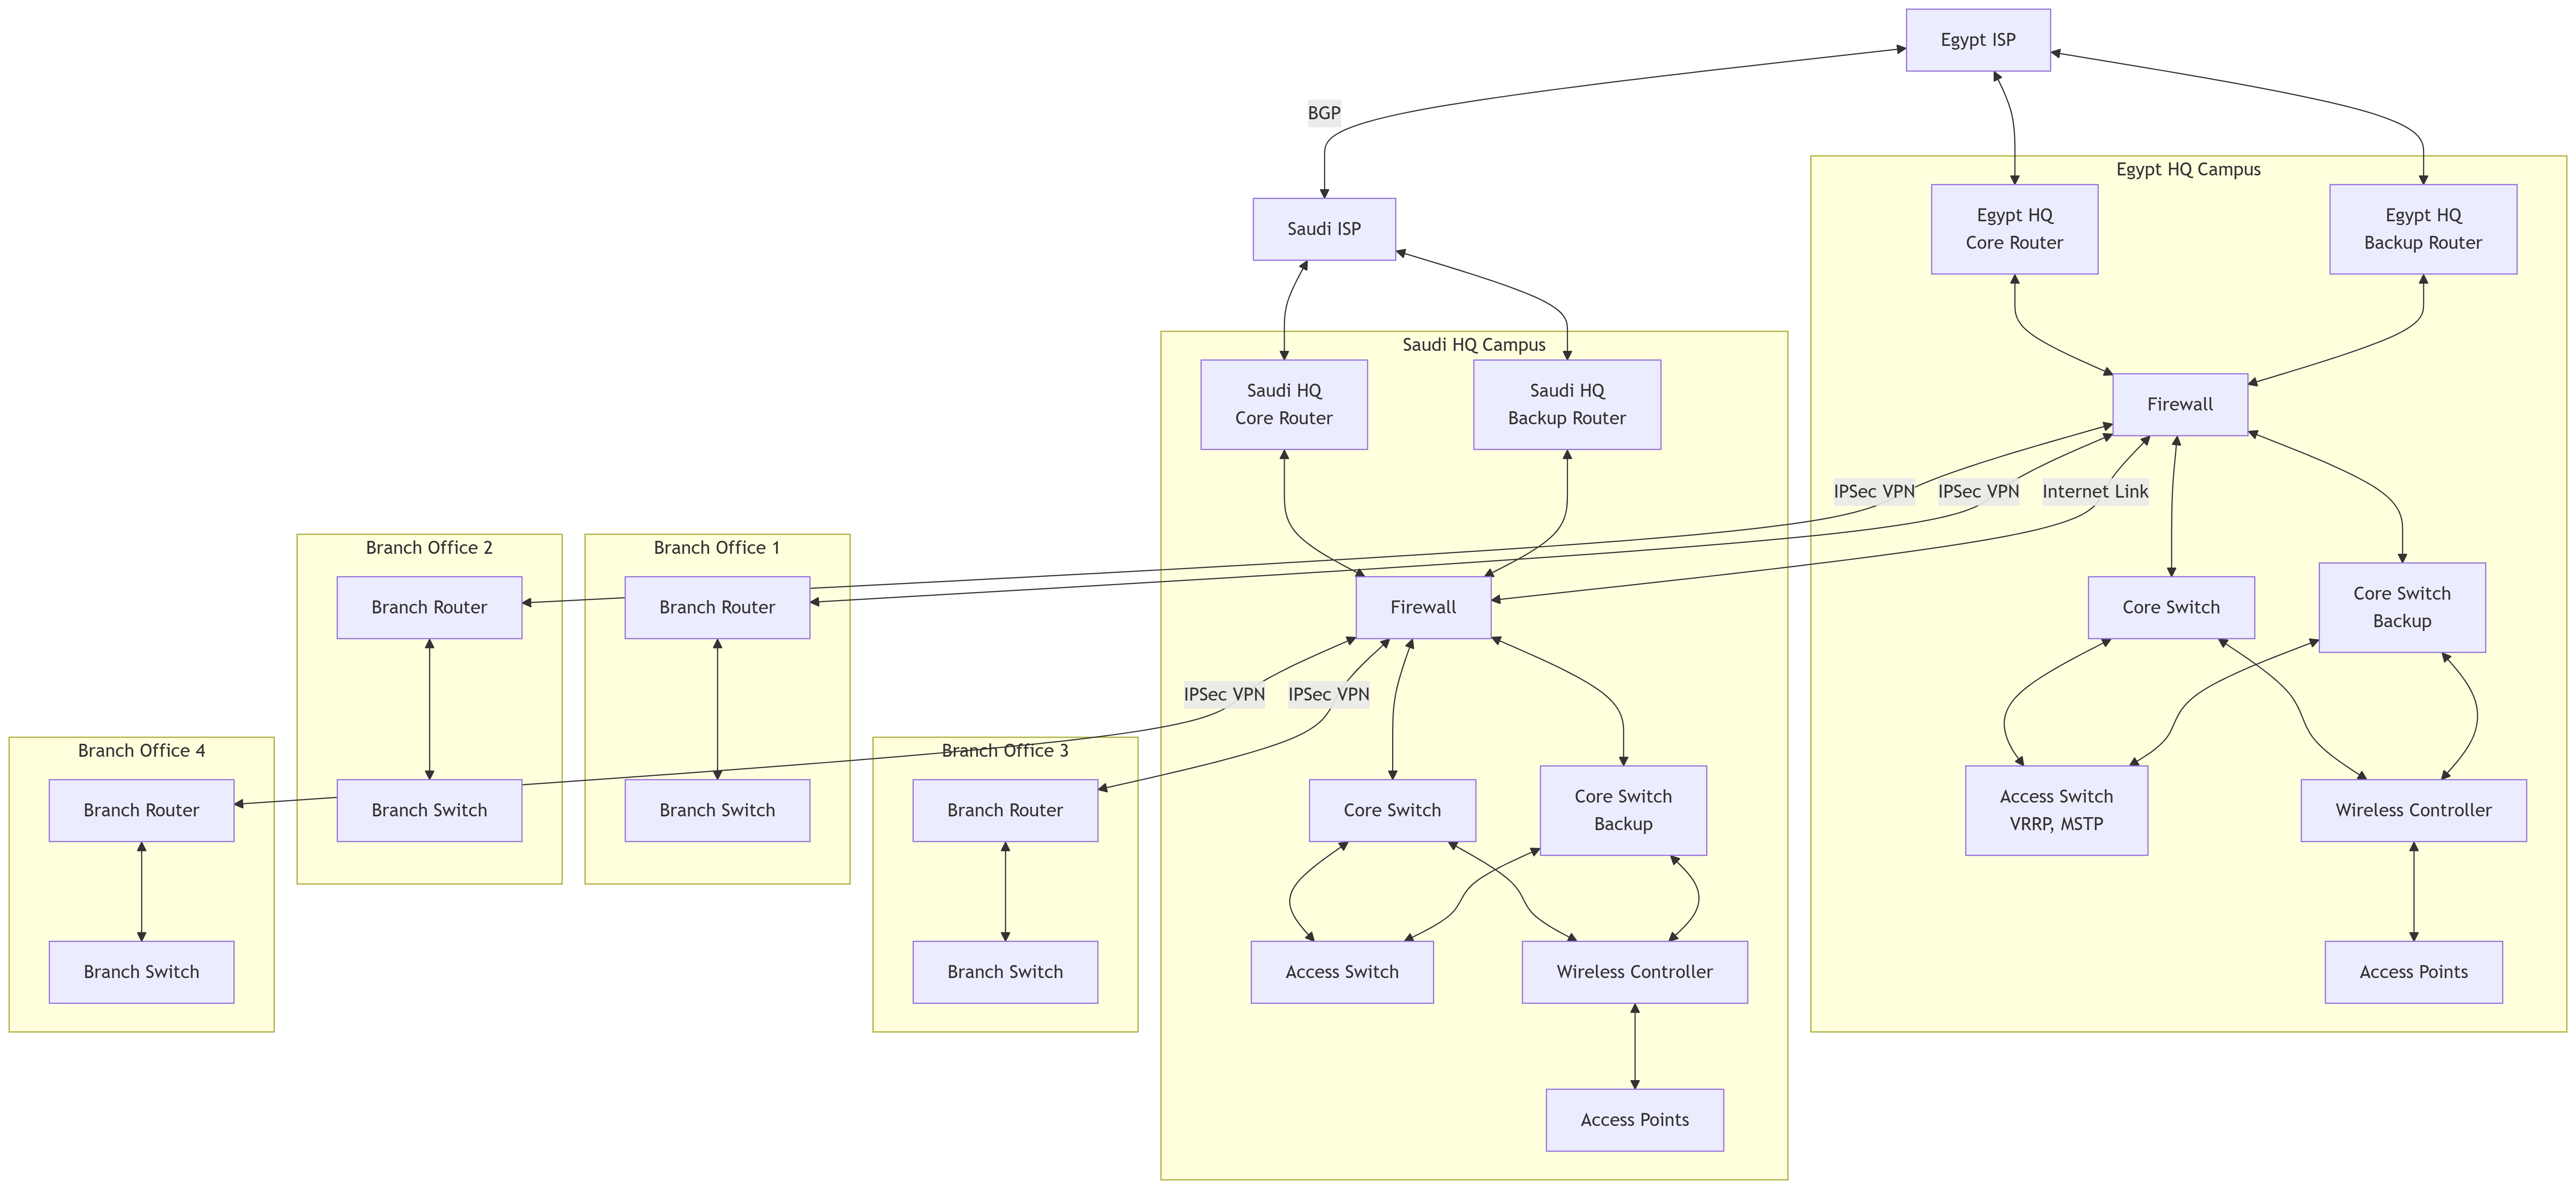 Egypt ISP
BGP
Egypt HQ Campus
Saudi ISP
Egypt HQ
Core Router
Egypt HQ
Backup Router
Saudi HQ Campus
Saudi HQ
Core Router
Saudi HQ
Backup Router
Firewall
IPSec VPN
IPSec VPN
Internet Link
Branch Office 2
Branch Office 1
Branch Router
Branch Router
Firewall
Core Switch
Core Switch
Backup
IPSec VPN
IPSec VPN
Branch Office 4
Branch Office 3
Branch Router
Branch Switch
Branch Switch
Branch Router
Core Switch
Core Switch
Backup
Access Switch
VRRP, MSTP
Wireless Controller
Branch Switch
Branch Switch
Access Switch
Wireless Controller
Access Points
Access Points